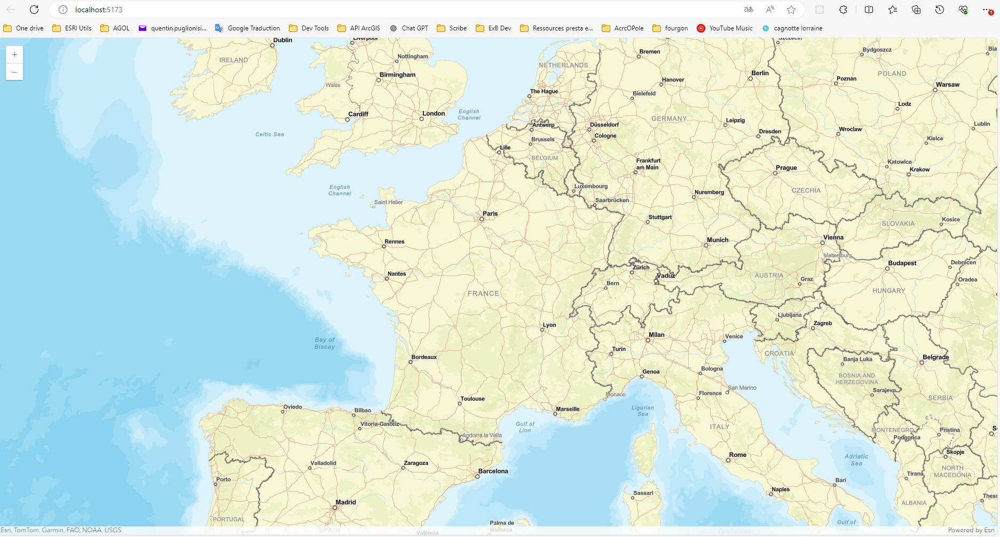 localhost:5173
One drive
ESRI Utils
AGOL
quentin.puglionisi...
Google Traduction
Dev Tools
API ArcGIS
Chat GPT
Scribe
ExB Dev
Ressources presta e...
AcrcOPole
fourgon
YouTube Music
cagnotte lorraine
+
−
Dublin
Liverpool
IRELAND
Nottingham
Birmingham
Wales
Cardiff
London
English
Channel
Celtic Sea
NETHERLANDS
The Hague
Bremen
Hanover
Bielefeld
Berlin
Szczecin
Bydgoszcz
POLAND
Poznan
Warsaw
Lodz
GERMANY
Leipzig
Dresden
Wroclaw
Lublin
Kielce
Antwerp
Brussels
BELGIUM
Lille
Düsseldorf
Cologne
Frankfurt
am Main
Prague
CZECHIA
Katowice
Krakow
English
Channel
Saint Helier
Luxembourg
Saarbrücken
Nuremberg
Paris
Stuttgart
SLOVAKIA
Kosice
Rennes
Munich
Vienna
Mattersburg
Budapest
Debrecen
Nantes
Zürich
Vaduz
Bern
AUSTRIA
Graz
Oradea
HUNGARY
FRANCE
Lyon
Ljubljana
Zagreb
Milan
Venice
Turin
CROATIA
Bay of
Biscay
Bordeaux
Genoa
Bologna
Banja Luka
Belgrade
BOSNIA AND
HERZEGOVINA
Sarajevo
San Marino
Florence
Monaco
Toulouse
Marseille
SERBIA
Ligurian
Sea
Oviedo
Bilbao
Vitoria-Gasteiz
Andorra la Vella
Gulf of
Lion
ITALY
MONTENEGRO
Podgorica
Pristina
Skopje
Rome
Adriatic
Sea
NORTH
MACEDONIA
Tirana
Valladolid
Zaragoza
Barcelona
Porto
Sassari
Naples
Bari
Madrid
ALBANIA
PORTUGAL
Palma de
Mallorca
Gulf of
Taranto
SPAIN
València
Tyrrhenian
Esri, TomTom, Garmin, FAO, NOAA, USGS
Powered by Esri